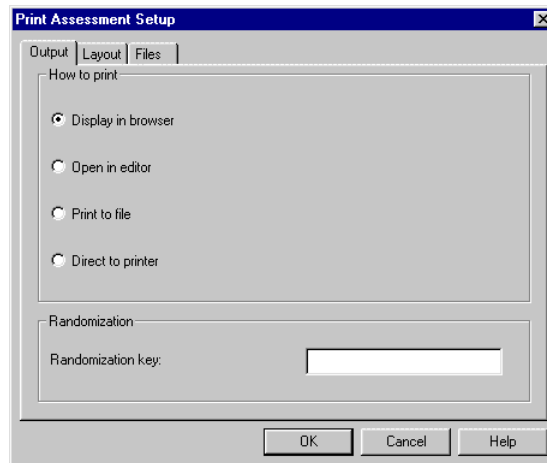 Print Assessment Setup
Output Layout Files
How to print
Display in browser
Open in editor
Print to file
Direct to printer
Randomization
Randomization key:
OK Cancel Help